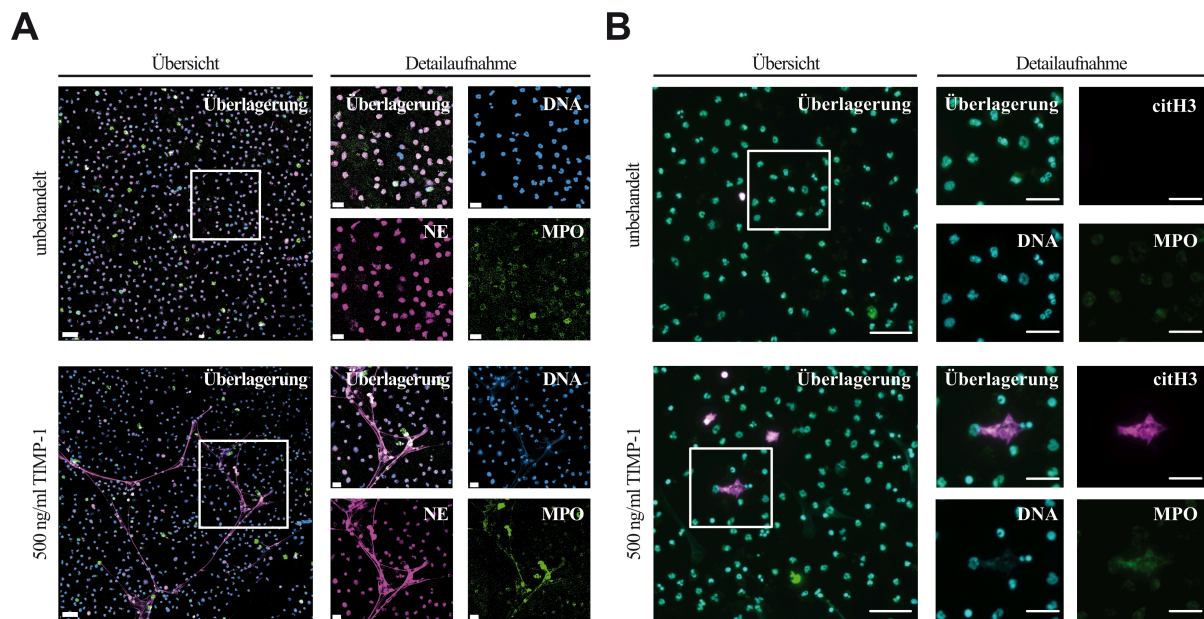 A
Übersicht
Detailaufnahme
unbehandelt
Überlagerung
Überlagerung
DNA
NE
MPO
500 ng/ml TIMP-1
Überlagerung
Überlagerung
DNA
NE
MPO
B
Übersicht
Detailaufnahme
unbehandelt
Überlagerung
Überlagerung
citH3
DNA
MPO
500 ng/ml TIMP-1
Überlagerung
Überlagerung
citH3
DNA
MPO